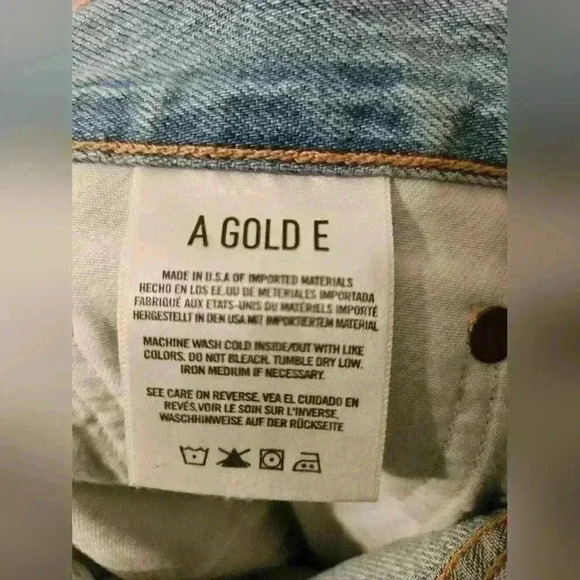 A GOLD E
MADE IN U.S.A OF IMPORTED MATERIALS
HECHO EN LOS EE.UU DE METERIALES IMPORTADA
FABRIQUÉ AUX ETATS-UNIS DU MATÉRIELS IMPORTÉ
HERGESTELLT IN DEN USA MIT IMPORTIERTEM MATERIAL
MACHINE WASH COLD INSIDE/OUT WITH LIKE
COLORS. DO NOT BLEACH. TUMBLE DRY LOW.
IRON MEDIUM IF NECESSARY.
SEE CARE ON REVERSE. VEA EL CUIDADO EN
REVÉS. VOIR LE SOIN SUR L'INVERSE.
WASCHHINWEISE AUF DER RÜCKSEITE